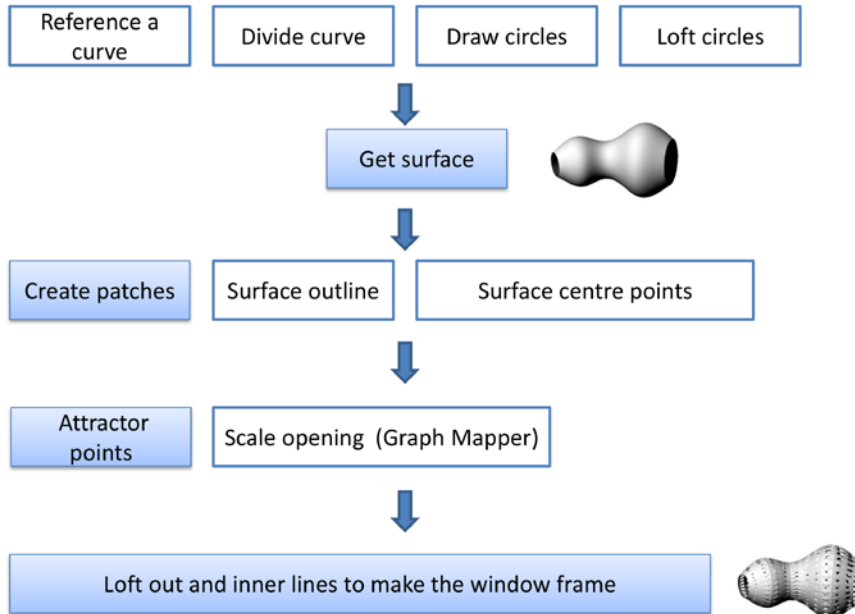 Reference a
curve
Divide curve
Draw circles
Loft circles
Get surface
Create patches
Surface outline
Surface centre points
Attractor
points
Scale opening (Graph Mapper)
Loft out and inner lines to make the window frame